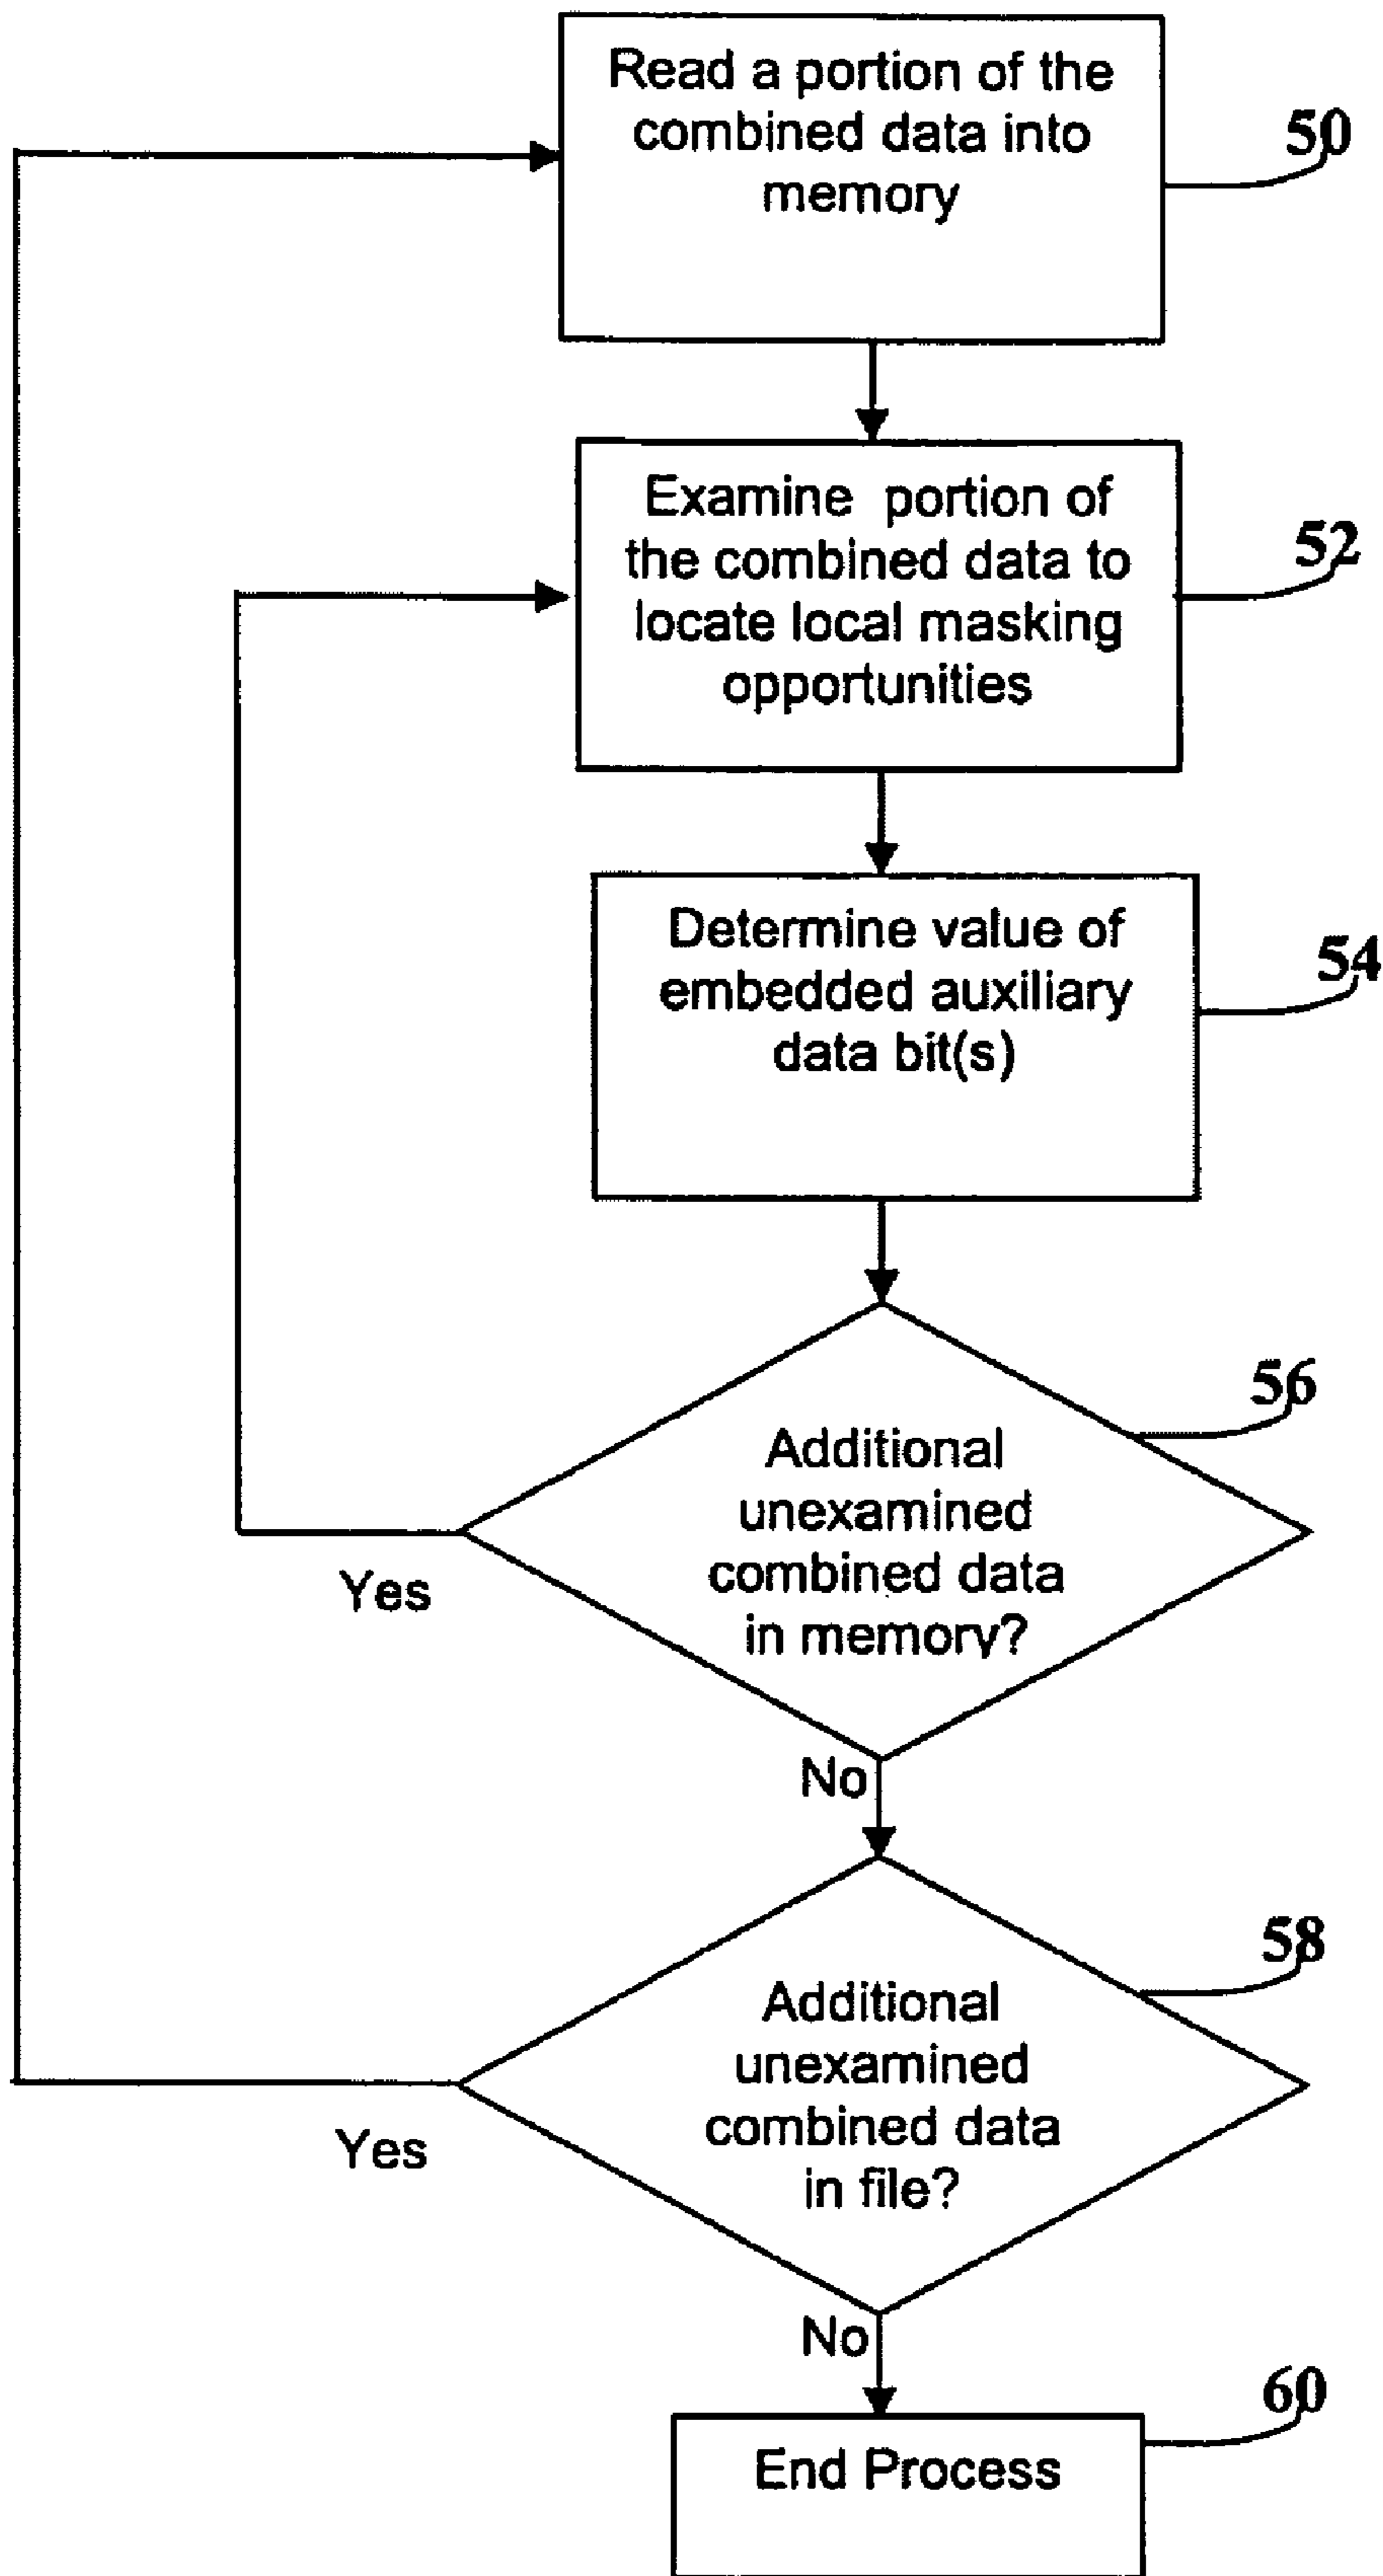 Read a portion of the
combined data into
memory
50
Examine portion of
the combined data to
locate local masking
opportunities
52
Determine value of
embedded auxiliary
data bit(s)
54
56
Additional
unexamined
combined data
in memory?
Yes
No
58
Additional
unexamined
combined data
in file?
Yes
No
60
End Process